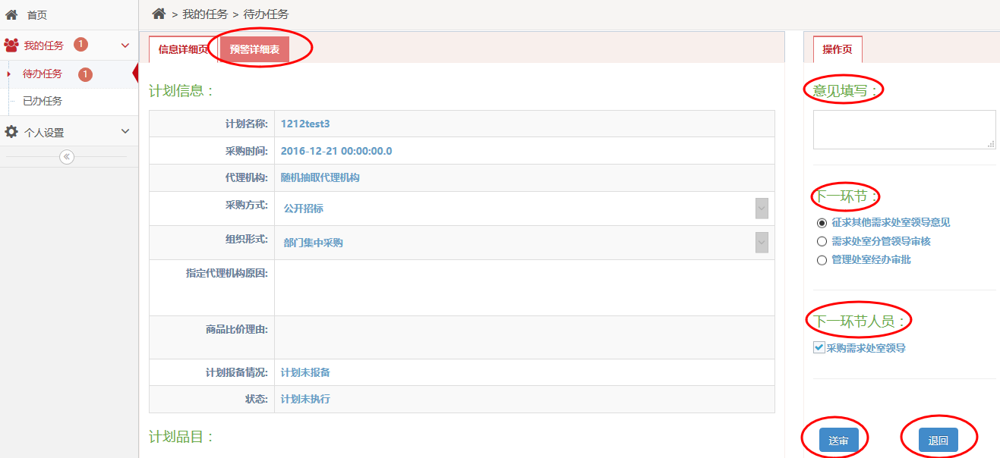 首页
我的任务 1
待办任务 1
已办任务
个人设置
> 我的任务 > 待办任务
信息详细页 预警详细表
计划信息：
计划名称: 1212test3
采购时间: 2016-12-21 00:00:00.0
代理机构: 随机抽取代理机构
采购方式: 公开招标
组织形式: 部门集中采购
指定代理机构原因:
商品比价理由:
计划报备情况: 计划未报备
状态: 计划未执行
计划品目：
操作页
意见填写：
下一环节：
征求其他需求处室领导意见
需求处室分管领导审核
管理处室经办审批
下一环节人员：
采购需求处室领导
送审 退回